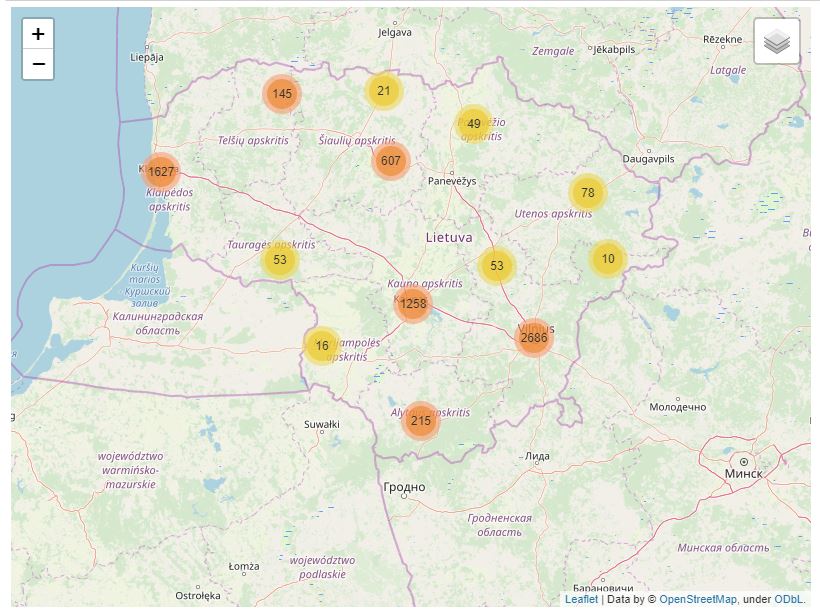 +
−
Jelgava
Liepāja
Zemgale
Jēkabpils
Rēzekne
Latgale
145
21
49
apskritis
Telšių apskritis
Šiaulių apskritis
607
Daugavpils
1627
Klaipėdos
apskritis
Panevėžys
78
Utenos apskritis
Lietuva
Tauragės apskritis
53
53
10
Kuršių
marios
Куршский
залив
Kauno apskritis
1258
Калининградская
область
Vilnius
2686
16
apskritis
Alytaus apskritis
215
Молодечно
Suwałki
województwo
warmińsko-
mazurskie
Лида
Минск
Гродно
Гродненская
область
Минская область
Łomża
województwo
podlaskie
Ostrołęka
Барановичи
Leaflet | Data by © OpenStreetMap, under ODbL.